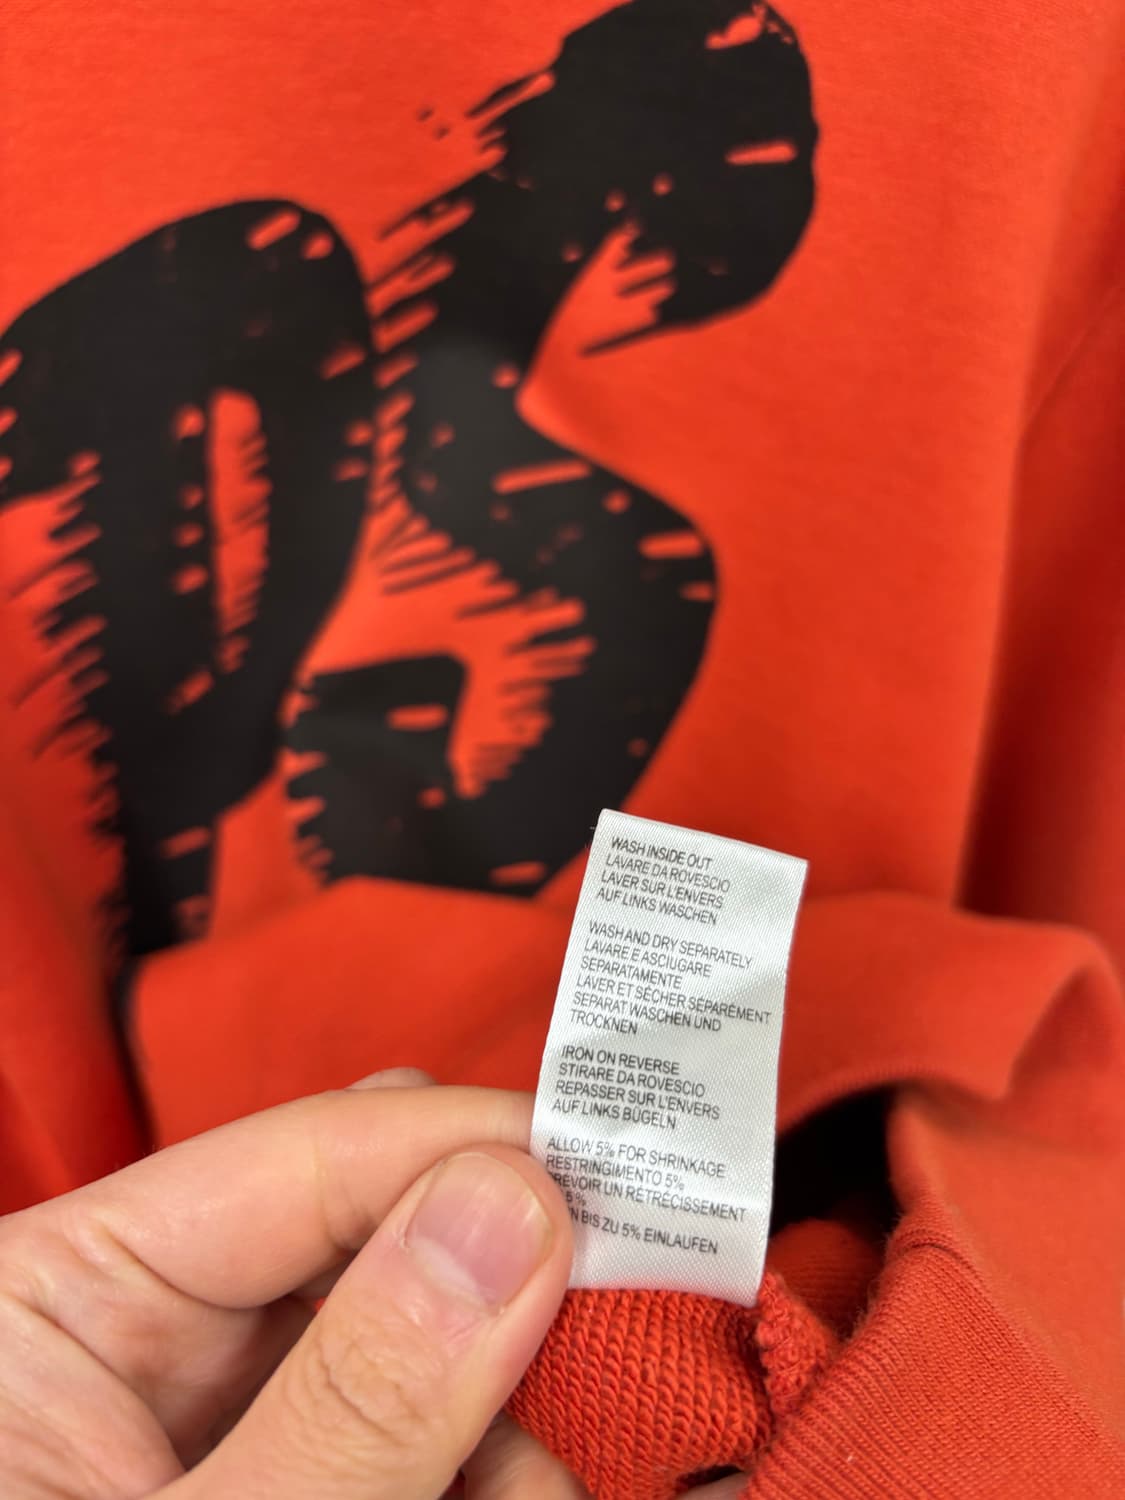 WASH INSIDE OUT
LAVARE DA ROVESCIO
LAVER SUR L'ENVERS
AUF LINKS WASCHEN
WASH AND DRY SEPARATELY
LAVARE E ASCIUGARE
SEPARATAMENTE
LAVER ET SÉCHER SÉPARÉMENT
SEPARAT WASCHEN UND
TROCKNEN
IRON ON REVERSE
STIRARE DA ROVESCIO
REPASSER SUR L'ENVERS
AUF LINKS BÜGELN
ALLOW 5% FOR SHRINKAGE
RESTRINGIMENTO 5%
UN RÉTRÉCISSEMENT
5%
BIS ZU 5% EINLAUFEN